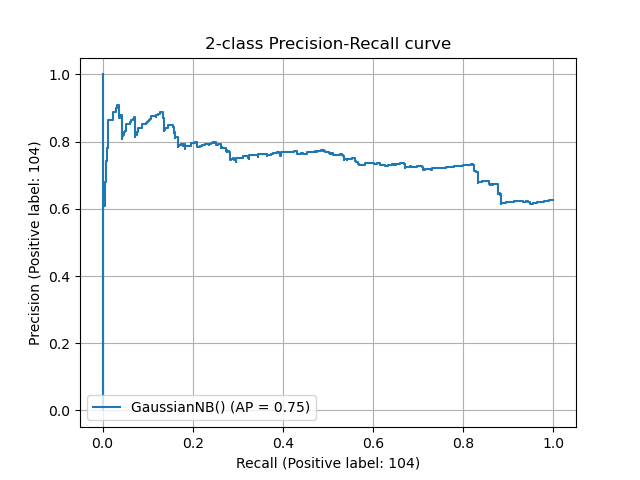 2-class Precision-Recall curve
1.0
0.8
0.6
0.4
0.2
0.0
Precision (Positive label: 104)
GaussianNB() (AP = 0.75)
0.0 0.2 0.4 0.6 0.8 1.0
Recall (Positive label: 104)